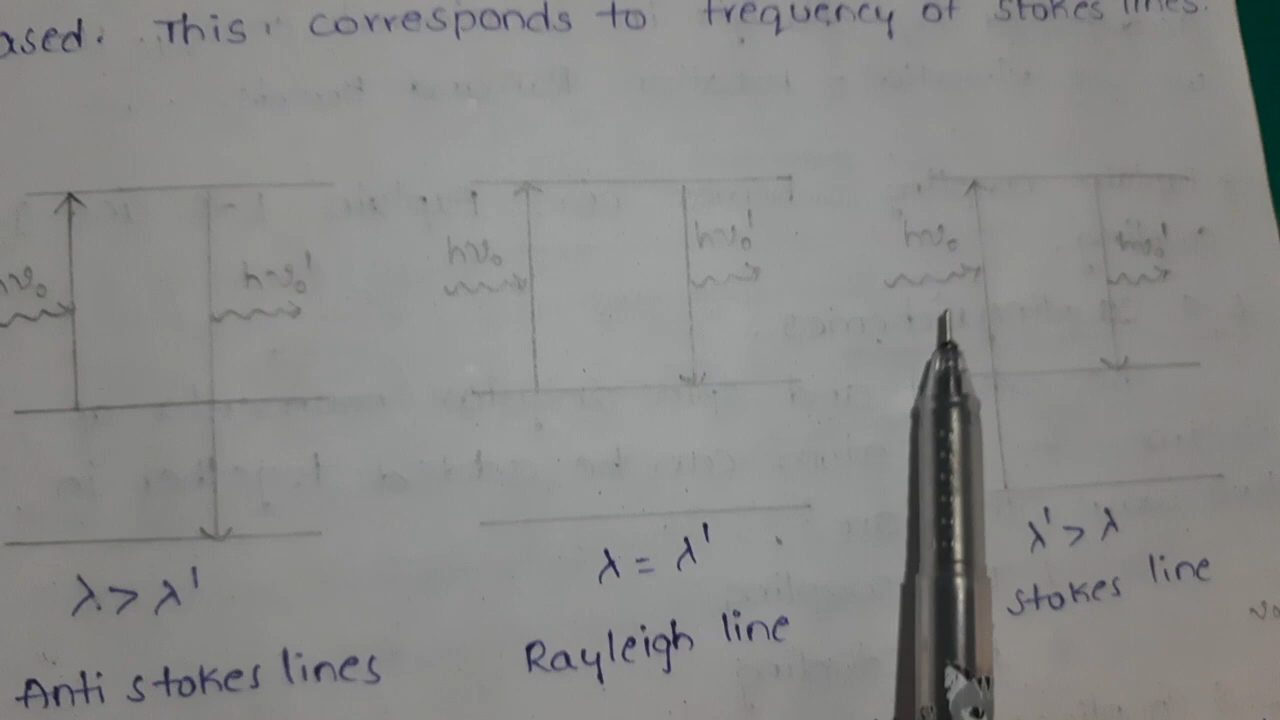 ased. This corresponds to frequency of stokes lines.
hν₀ hν₀' hν₀ hν₀' hν₀ hν₀'
λ > λ' λ = λ' λ' > λ
Anti stokes lines Rayleigh line stokes line